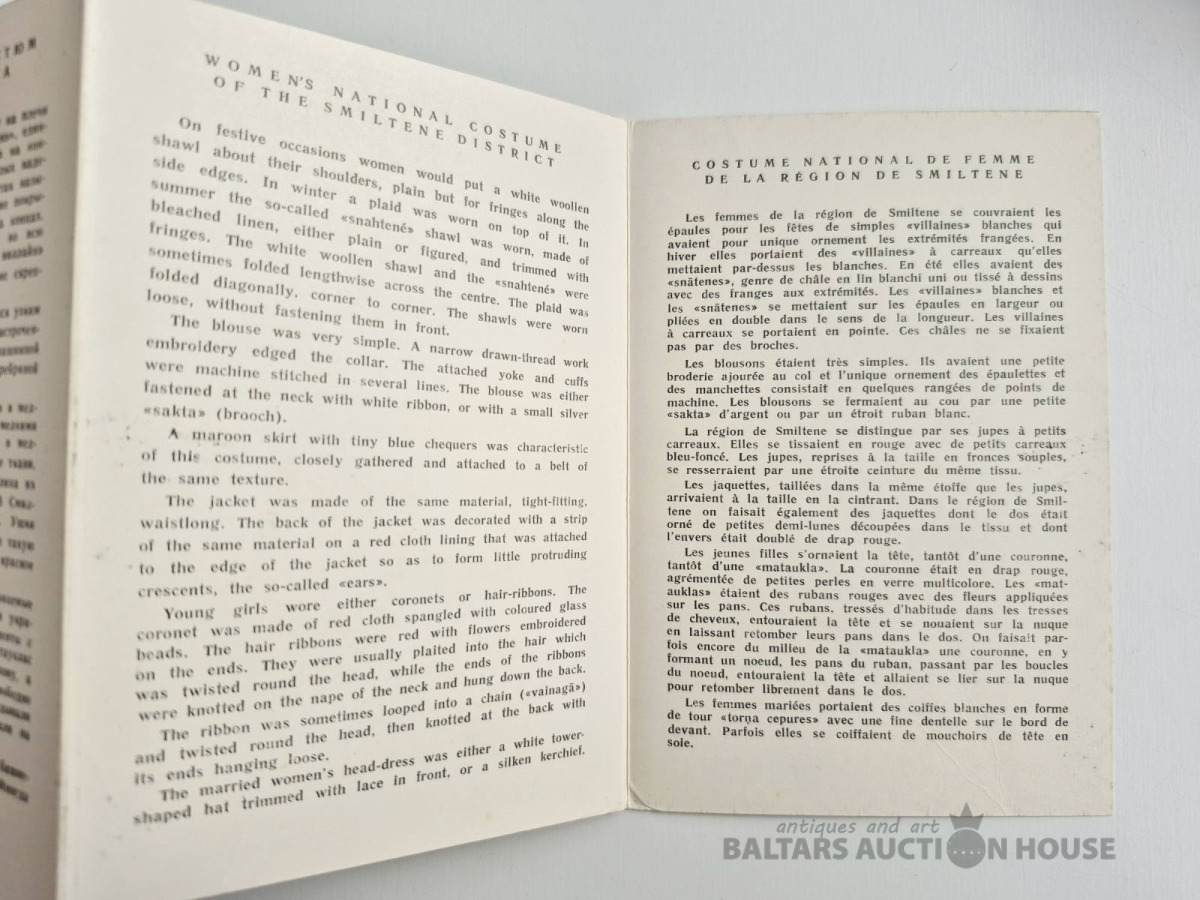 WOMEN'S NATIONAL COSTUME
OF THE SMILTENE DISTRICT
On festive occasions women would put a white woollen
shawl about their shoulders, plain but for fringes along the
side edges. In winter a plaid was worn on top of it. In
summer the so-called «snahtené» shawl was worn, made of
bleached linen, either plain or figured, and trimmed with
fringes. The white woollen shawl and the «snahtené» were
sometimes folded lengthwise across the centre. The plaid was
folded diagonally, corner to corner. The shawls were worn
loose, without fastening them in front.
The blouse was very simple. A narrow drawn-thread work
embroidery edged the collar. The attached yoke and cuffs
were machine stitched in several lines. The blouse was either
fastened at the neck with white ribbon, or with a small silver
«sakta» (brooch).
A maroon skirt with tiny blue chequers was characteristic
of this costume, closely gathered and attached to a belt of
the same texture.
The jacket was made of the same material, tight-fitting,
waistlong. The back of the jacket was decorated with a strip
of the same material on a red cloth lining that was attached
to the edge of the jacket so as to form little protruding
crescents, the so-called «ears».
Young girls wore either coronets or hair-ribbons. The
coronet was made of red cloth spangled with coloured glass
beads. The hair ribbons were red with flowers embroidered
on the ends. They were usually plaited into the hair which
was twisted round the head, while the ends of the ribbons
were knotted on the nape of the neck and hung down the back.
The ribbon was sometimes looped into a chain («vainagā»)
and twisted round the head, then knotted at the back with
its ends hanging loose.
The married women's head-dress was either a white tower-
shaped hat trimmed with lace in front, or a silken kerchief.
COSTUME NATIONAL DE FEMME
DE LA RÉGION DE SMILTENE
Les femmes de la région de Smiltene se couvraient les
épaules pour les fêtes de simples «villaines» blanches qui
avaient pour unique ornement les extrémités frangées. En
hiver elles portaient des «villaines» à carreaux qu'elles
mettaient par-dessus les blanches. En été elles avaient des
«snātenes», genre de châle en lin blanchi uni ou tissé à dessins
avec des franges aux extrémités. Les «villaines» blanches et
les «snātenes» se mettaient sur les épaules en largeur ou
pliées en double dans le sens de la longueur. Les villaines
à carreaux se portaient en pointe. Ces châles ne se fixaient
pas par des broches.
Les blousons étaient très simples. Ils avaient une petite
broderie ajourée au col et l'unique ornement des épaulettes et
des manchettes consistait en quelques rangées de points de
machine. Les blousons se fermaient au cou par une petite
«sakta» d'argent ou par un étroit ruban blanc.
La région de Smiltene se distingue par ses jupes à petits
carreaux. Elles se tissaient en rouge avec de petits carreaux
bleu-foncé. Les jupes, reprises à la taille en fronces souples,
se resserraient par une étroite ceinture du même tissu.
Les jaquettes, taillées dans la même étoffe que les jupes,
arrivaient à la taille en la cintrant. Dans le région de Smil-
tene on faisait également des jaquettes dont le dos était
orné de petites demi-lunes découpées dans le tissu et dont
l'envers était doublé de drap rouge.
Les jeunes filles s'ornaient la tête, tantôt d'une couronne,
tantôt d'une «mataukla». La couronne était en drap rouge,
agrémentée de petites perles en verre multicolore. Les «mat-
auklas» étaient des rubans rouges avec des fleurs appliquées
sur les pans. Ces rubans, tressés d'habitude dans les tresses
de cheveux, entouraient la tête et se nouaient sur la nuque
en laissant retomber leurs pans dans le dos. On faisait par-
fois encore du milieu de la «mataukla» une couronne, en y
formant un noeud, les pans du ruban, passant par les boucles
du noeud, entouraient la tête et allaient se lier sur la nuque
pour retomber librement dans le dos.
Les femmes mariées portaient des coiffes blanches en forme
de tour «torņa cepures» avec une fine dentelle sur le bord de
devant. Parfois elles se coiffaient de mouchoirs de tête en
soie.
antiques and art
BALTARS AUCTION HOUSE